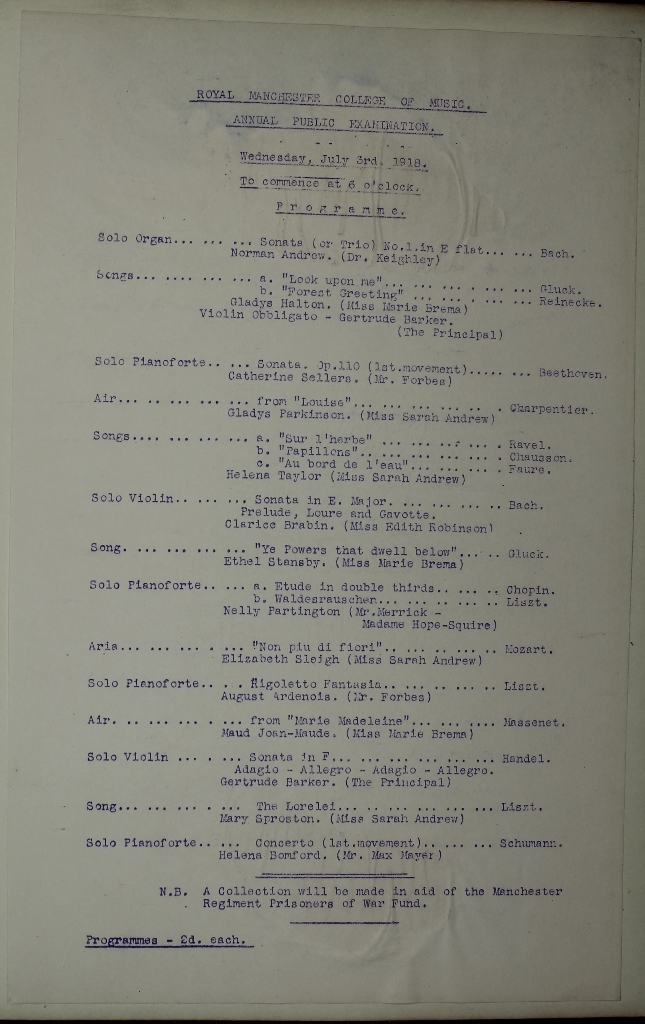 ROYAL MANCHESTER COLLEGE OF MUSIC.
ANNUAL PUBLIC EXAMINATION.
Wednesday, July 3rd. 1918.
To commence at 6 o'clock.
Programme.
Solo Organ... ... ... ... Sonata (or Trio) No.1.in E flat... ... ... Bach.
Norman Andrew. (Dr. Keighley)
Songs... .... ... ... ... a. "Look upon me"... ... ... ... . ... ... Gluck.
b. "Forest Greeting" ... ... ... . ... ... Reinecke.
Gladys Halton. (Miss Marie Brema)
Violin Obbligato - Gertrude Barker.
(The Principal)
Solo Pianoforte.. ... Sonata. Op.110 (1st.movement)..... ... ... Beethoven.
Catherine Sellers. (Mr. Forbes)
Air... .. ... ... ... ... from "Louise"... ... ... ... .. ... . Charpentier.
Gladys Parkinson. (Miss Sarah Andrew)
Songs.... ... ... ... ... a. "Sur l'herbe" ... ... ... ... ... . Ravel.
b. "Papillons".. ... ... ... ... ... . Chausson.
c. "Au bord de l'eau"... ... ... ... . Faure.
Helena Taylor (Miss Sarah Andrew)
Solo Violin.. ... ... ... Sonata in E. Major. ... ... ... ... .. Bach.
Prelude, Loure and Gavotte.
Clarice Brabin. (Miss Edith Robinson)
Song. ... ... ... ... ... "Ye Powers that dwell below"... .. .. Gluck.
Ethel Stansby. (Miss Marie Brema)
Solo Pianoforte.. ... a. Etude in double thirds.. ... .. .. Chopin.
b. Waldesrauschen... ... ... .. ... .. Liszt.
Nelly Partington (Mr.Merrick -
Madame Hope-Squire)
Aria... ... ... ... . ... "Non piu di fiori".. ... .. ... .. ... Mozart.
Elizabeth Sleigh (Miss Sarah Andrew)
Solo Pianoforte.. . . Rigoletto Fantasia.. ... .. ... .. ... Liszt.
August Ardenois. (Mr. Forbes)
Air. .. ... ... ... . ... from "Marie Madeleine"... ... ... .... Massenet.
Maud Joan-Maude. (Miss Marie Brema)
Solo Violin ... . ... Sonata in F... ... ... ... ... ... ... Handel.
Adagio - Allegro - Adagio - Allegro.
Gertrude Barker. (The Principal)
Song... ... ... ... . ... The Lorelei... .. ... ... ... ... ... Liszt.
Mary Sproston. (Miss Sarah Andrew)
Solo Pianoforte.. . ... Concerto (1st.movement).. ... ... ... Schumann.
Helena Bomford. (Mr. Max Mayer)
N.B. A Collection will be made in aid of the Manchester
Regiment Prisoners of War Fund.
Programmes - 2d. each.